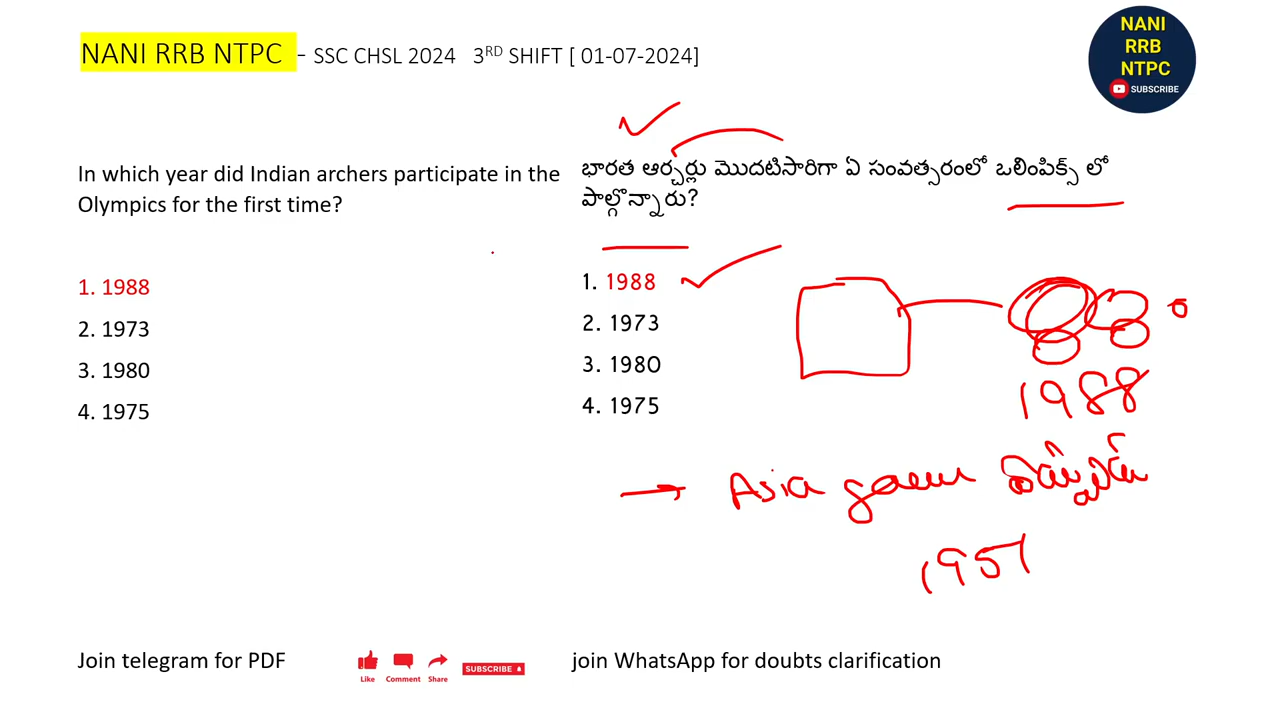 NANI RRB NTPC - SSC CHSL 2024 3RD SHIFT [ 01-07-2024]
NANI
RRB
NTPC
SUBSCRIBE
In which year did Indian archers participate in the
Olympics for the first time?
1. 1988
2. 1973
3. 1980
4. 1975
భారత ఆర్చర్లు మొదటిసారిగా ఏ సంవత్సరంలో ఒలింపిక్స్ లో
పాల్గొన్నారు?
1. 1988
2. 1973
3. 1980
4. 1975
1988
Asia
1951
Join telegram for PDF
Like
Comment
Share
SUBSCRIBE
join WhatsApp for doubts clarification